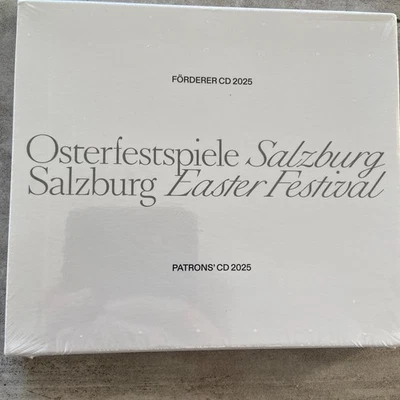 FÖRDERER CD 2025
Osterfestspiele Salzburg
Salzburg Easter Festival
PATRONS' CD 2025